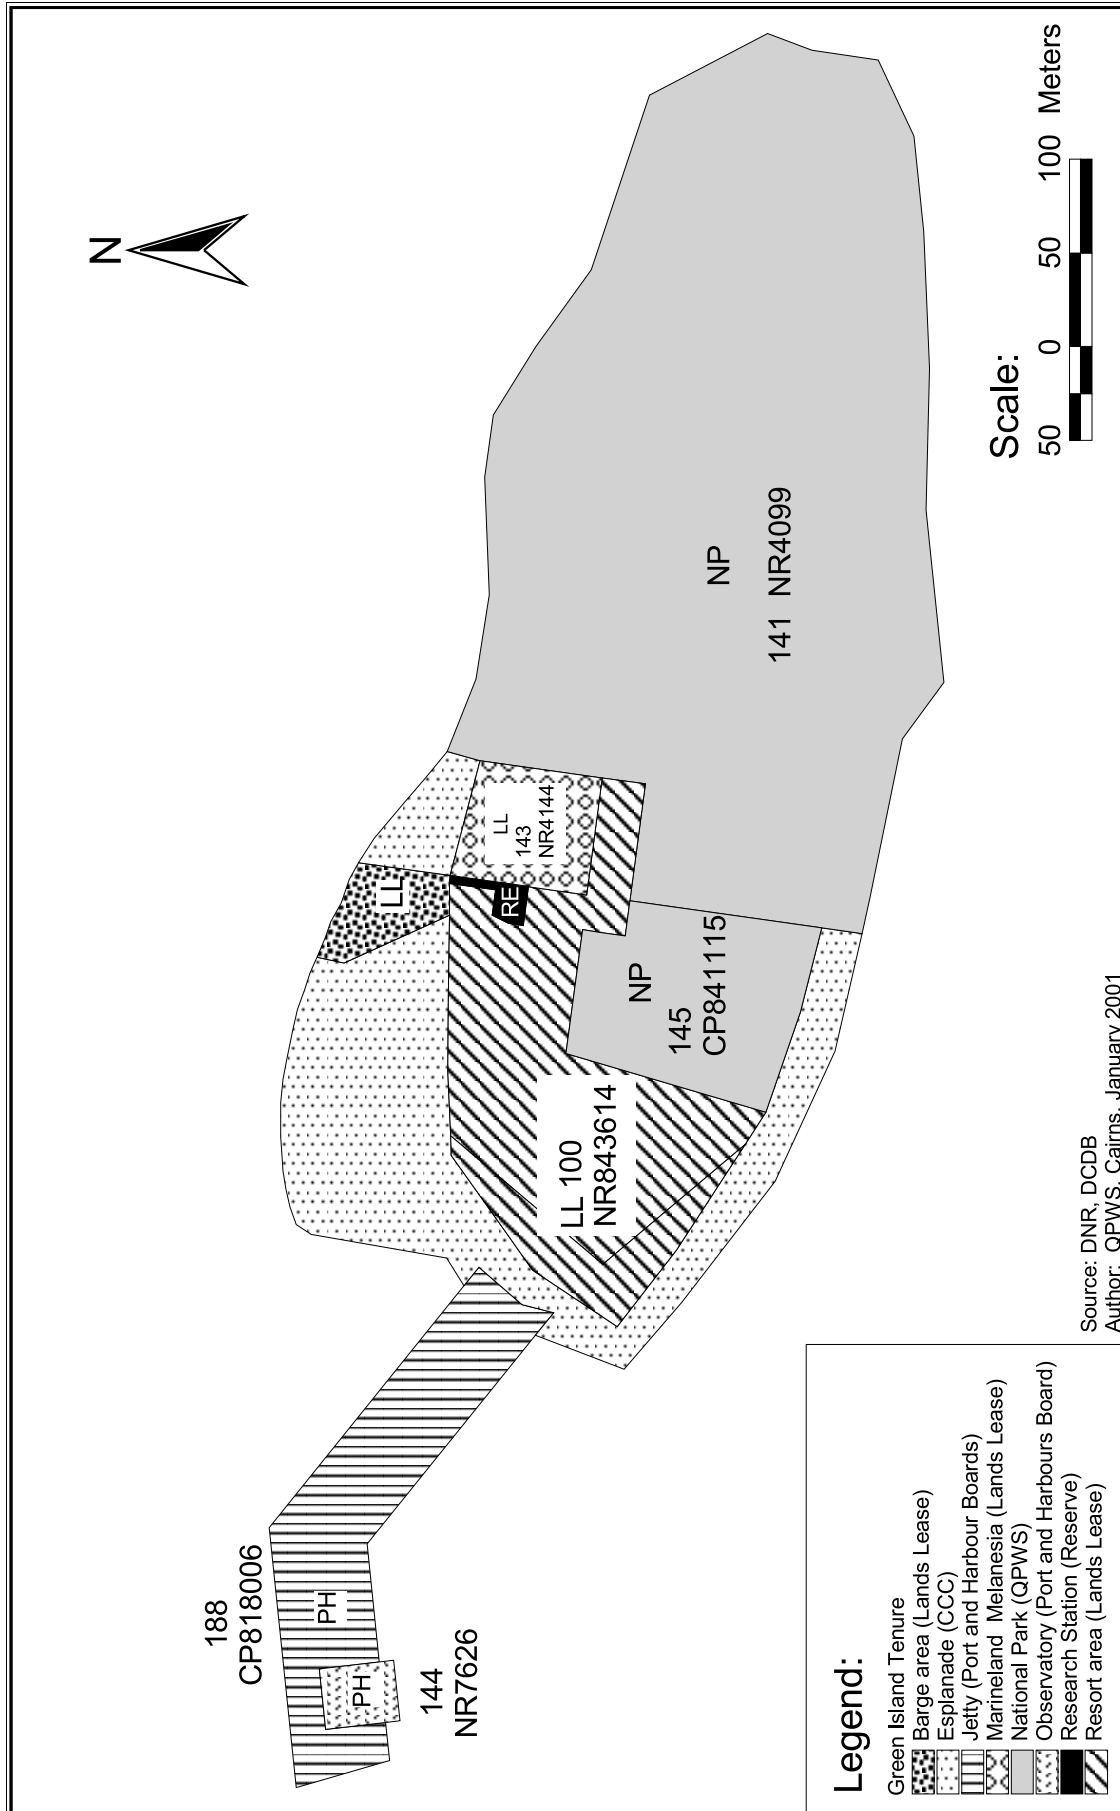 N
188
CP818006
PH
PH
144
NR7626
LL
LL
143
NR4144
RE
LL 100
NR843614
NP
145
CP841115
NP
141 NR4099
Scale:
50 0 50 100 Meters
Legend:
Green Island Tenure
Barge area (Lands Lease)
Esplanade (CCC)
Jetty (Port and Harbour Boards)
Marineland Melanesia (Lands Lease)
National Park (QPWS)
Observatory (Port and Harbours Board)
Research Station (Reserve)
Resort area (Lands Lease)
Source: DNR, DCDB
Author: QPWS, Cairns, January 2001